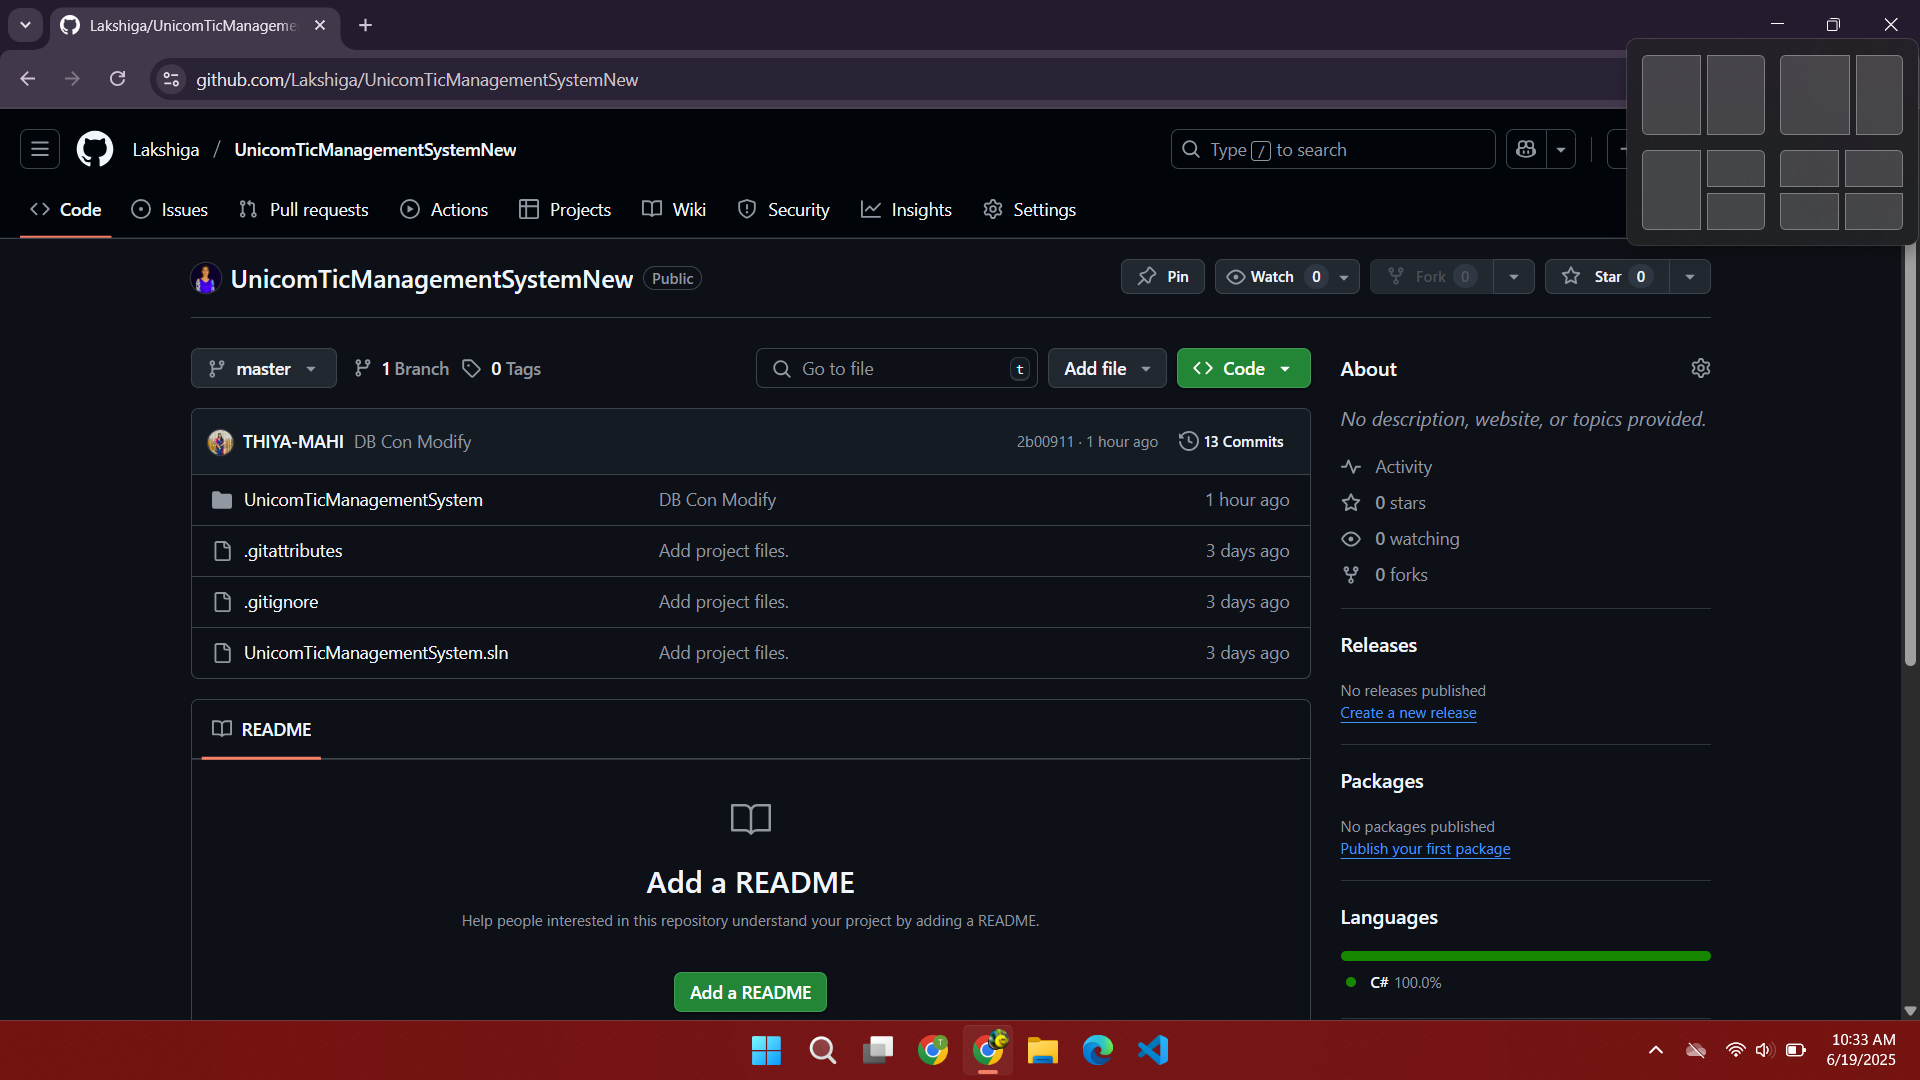 Lakshiga/UnicomTicManageme
github.com/Lakshiga/UnicomTicManagementSystemNew
Lakshiga / UnicomTicManagementSystemNew
Type / to search
Code
Issues
Pull requests
Actions
Projects
Wiki
Security
Insights
Settings
UnicomTicManagementSystemNew
Public
Pin
Watch 0
Fork 0
Star 0
master
1 Branch
0 Tags
Go to file
t
Add file
Code
THIYA-MAHI DB Con Modify
2b00911 · 1 hour ago
13 Commits
UnicomTicManagementSystem
DB Con Modify
1 hour ago
.gitattributes
Add project files.
3 days ago
.gitignore
Add project files.
3 days ago
UnicomTicManagementSystem.sln
Add project files.
3 days ago
README
Add a README
Help people interested in this repository understand your project by adding a README.
Add a README
About
No description, website, or topics provided.
Activity
0 stars
0 watching
0 forks
Releases
No releases published
Create a new release
Packages
No packages published
Publish your first package
Languages
C# 100.0%
10:33 AM
6/19/2025